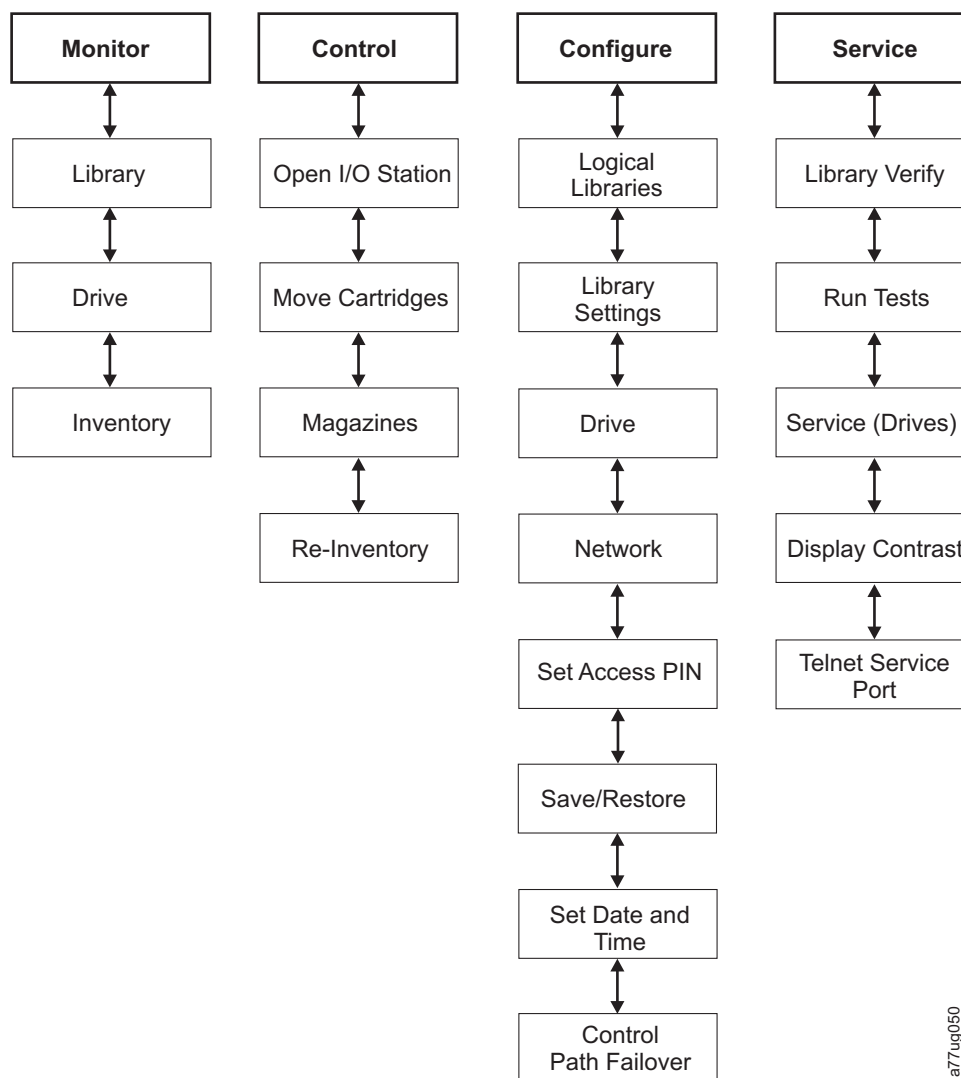 Monitor
Library
Drive
Inventory
Control
Open I/O Station
Move Cartridges
Magazines
Re-Inventory
Configure
Logical
Libraries
Library
Settings
Drive
Network
Set Access PIN
Save/Restore
Set Date and
Time
Control
Path Failover
Service
Library Verify
Run Tests
Service (Drives)
Display Contrast
Telnet Service
Port
a77ug050